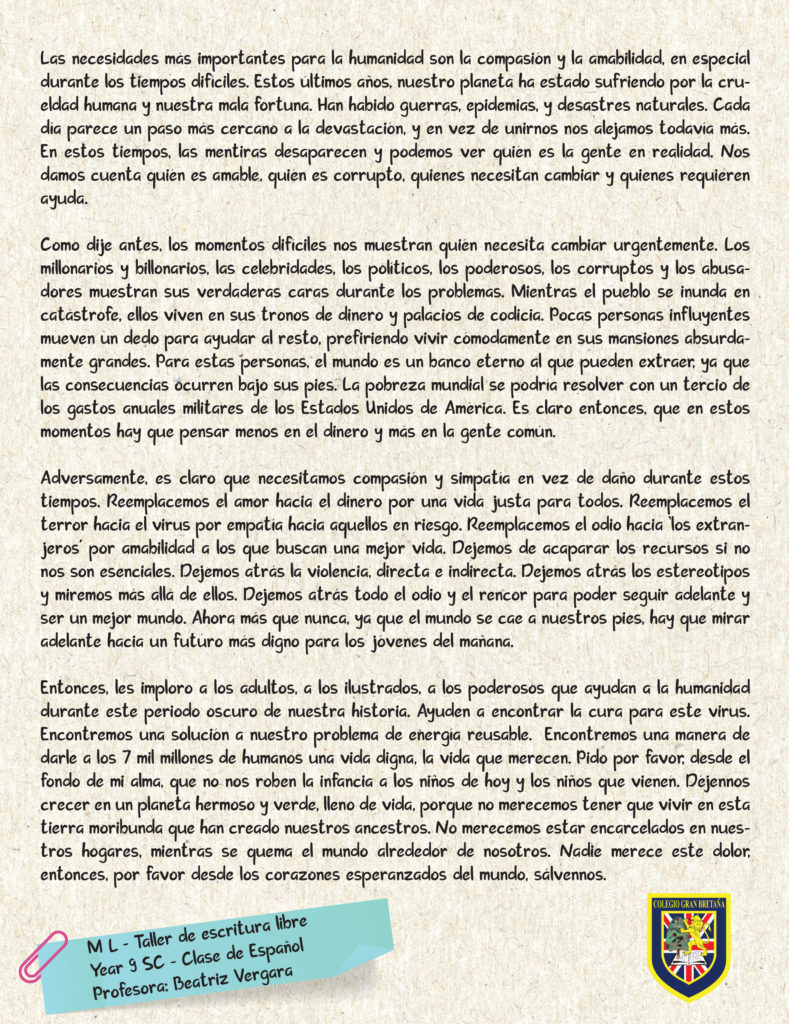 Las necesidades más importantes para la humanidad son la compasión y la amabilidad, en especial
durante los tiempos difíciles. Estos últimos años, nuestro planeta ha estado sufriendo por la cru-
eldad humana y nuestra mala fortuna. Han habido guerras, epidemias, y desastres naturales. Cada
día parece un paso más cercano a la devastación, y en vez de unirnos nos alejamos todavía más.
En estos tiempos, las mentiras desaparecen y podemos ver quién es la gente en realidad. Nos
damos cuenta quien es amable, quién es corrupto, quienes necesitan cambiar y quienes requieren
ayuda.
Como dije antes, los momentos difíciles nos muestran quién necesita cambiar urgentemente. Los
millonarios y billonarios, las celebridades, los políticos, los poderosos, los corruptos y los abusa-
dores muestran sus verdaderas caras durante los problemas. Mientras el pueblo se inunda en
catástrofe, ellos viven en sus tronos de dinero y palacios de codicia. Pocas personas influyentes
mueven un dedo para ayudar al resto, prefiriendo vivir cómodamente en sus mansiones absurda-
mente grandes. Para estas personas, el mundo es un banco eterno al que pueden extraer, ya que
las consecuencias ocurren bajo sus pies. La pobreza mundial se podría resolver con un tercio de
los gastos anuales militares de los Estados Unidos de América. Es claro entonces, que en estos
momentos hay que pensar menos en el dinero y más en la gente común.
Adversamente, es claro que necesitamos compasión y simpatía en vez de daño durante estos
tiempos. Reemplacemos el amor hacia el dinero por una vida justa para todos. Reemplacemos el
terror hacia el virus por empatía hacia aquellos en riesgo. Reemplacemos el odio hacia 'los extran-
jeros' por amabilidad a los que buscan una mejor vida. Dejemos de acaparar los recursos si no
nos son esenciales. Dejemos atrás la violencia, directa e indirecta. Dejemos atrás los estereotipos
y miremos más allá de ellos. Dejemos atrás todo el odio y el rencor para poder seguir adelante y
ser un mejor mundo. Ahora más que nunca, ya que el mundo se cae a nuestros pies, hay que mirar
adelante hacia un futuro más digno para los jóvenes del mañana.
Entonces, les imploro a los adultos, a los ilustrados, a los poderosos que ayudan a la humanidad
durante este periodo oscuro de nuestra historia. Ayuden a encontrar la cura para este virus.
Encontremos una solución a nuestro problema de energía reusable. Encontremos una manera de
darle a los 7 mil millones de humanos una vida digna, la vida que merecen. Pido por favor, desde el
fondo de mi alma, que no nos roben la infancia a los niños de hoy y los niños que vienen. Déjennos
crecer en un planeta hermoso y verde, lleno de vida, porque no merecemos tener que vivir en esta
tierra moribunda que han creado nuestros ancestros. No merecemos estar encarcelados en nues-
tros hogares, mientras se quema el mundo alrededor de nosotros. Nadie merece este dolor,
entonces, por favor desde los corazones esperanzados del mundo, sálvennos.
M L - Taller de escritura libre
Year 9 SC - Clase de Español
Profesora: Beatriz Vergara
COLEGIO GRAN BRETAÑA